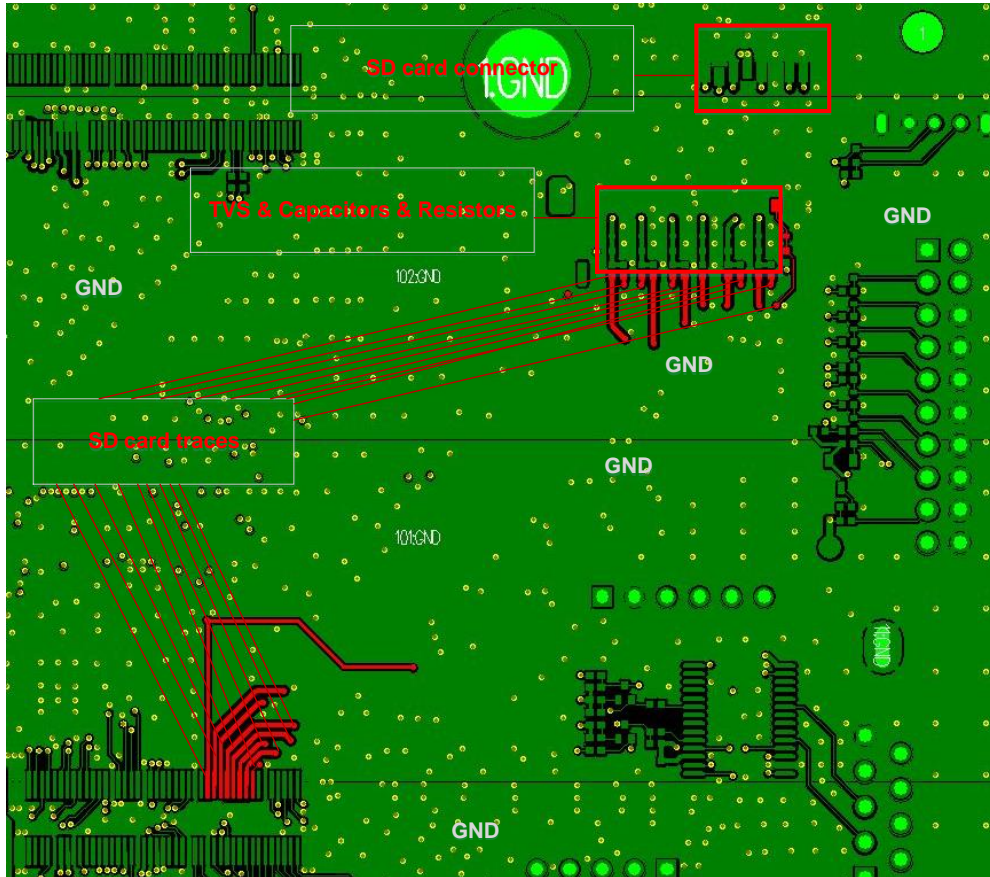 1
SD card connector
1.GND
TVS & Capacitors & Resistors
GND
102:GND
GND
GND
SD card traces
GND
101:GND
GND